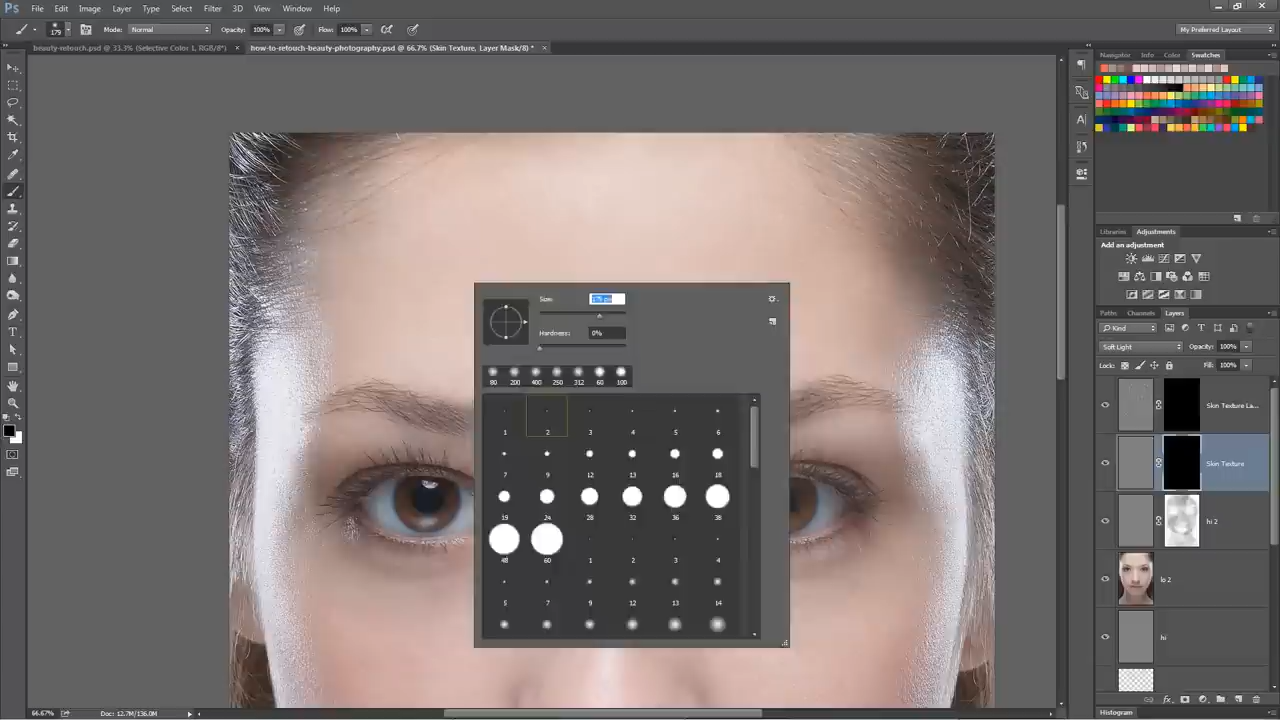 Ps File Edit Image Layer Type Select Filter 3D View Window Help
179 Mode: Normal Opacity: 100% Flow: 100% My Preferred Layout
beauty-retouch.psd @ 33.3% (Selective Color 1, RGB/8*) × how-to-retouch-beauty-photography.psd @ 66.7% (Skin Texture, Layer Mask/8) * ×
Navigator Info Color Swatches
Libraries Adjustments
Add an adjustment
Paths Channels Layers
Kind
Soft Light Opacity: 100%
Lock: Fill: 100%
Skin Texture La...
Skin Texture
hi 2
lo 2
hi
Histogram
Size: 179 px
Hardness: 0%
80 200 400 250 312 60 100
1 2 3 4 5 6
7 9 12 13 16 18
19 24 28 32 36 38
48 60 1 2 3 4
5 7 9 12 13 14
66.67% Doc: 12.7M/136.0M